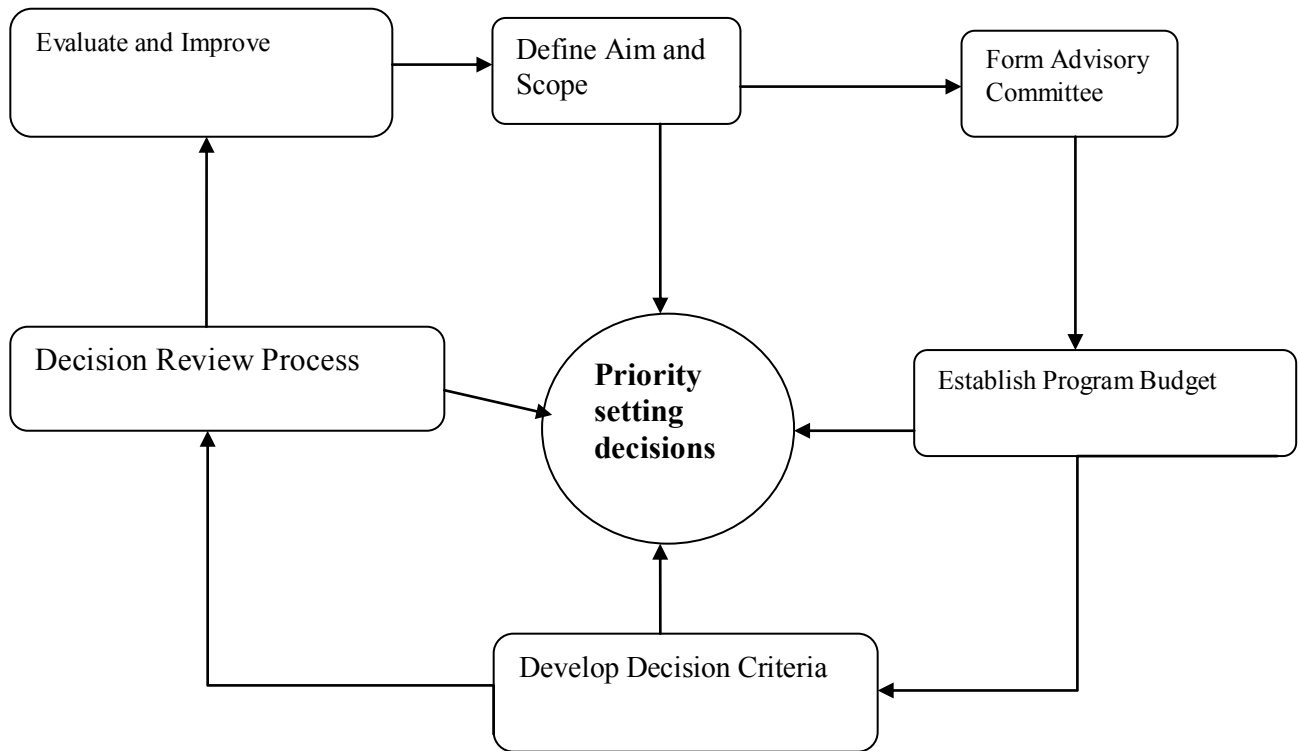 Evaluate and Improve
Define Aim and
Scope
Form Advisory
Committee
Decision Review Process
Priority
setting
decisions
Establish Program Budget
Develop Decision Criteria